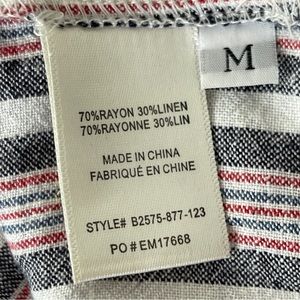 M
70%RAYON 30%LINEN
70%RAYONNE 30%LIN
MADE IN CHINA
FABRIQUÉ EN CHINE
STYLE# B2575-877-123
PO # EM17668